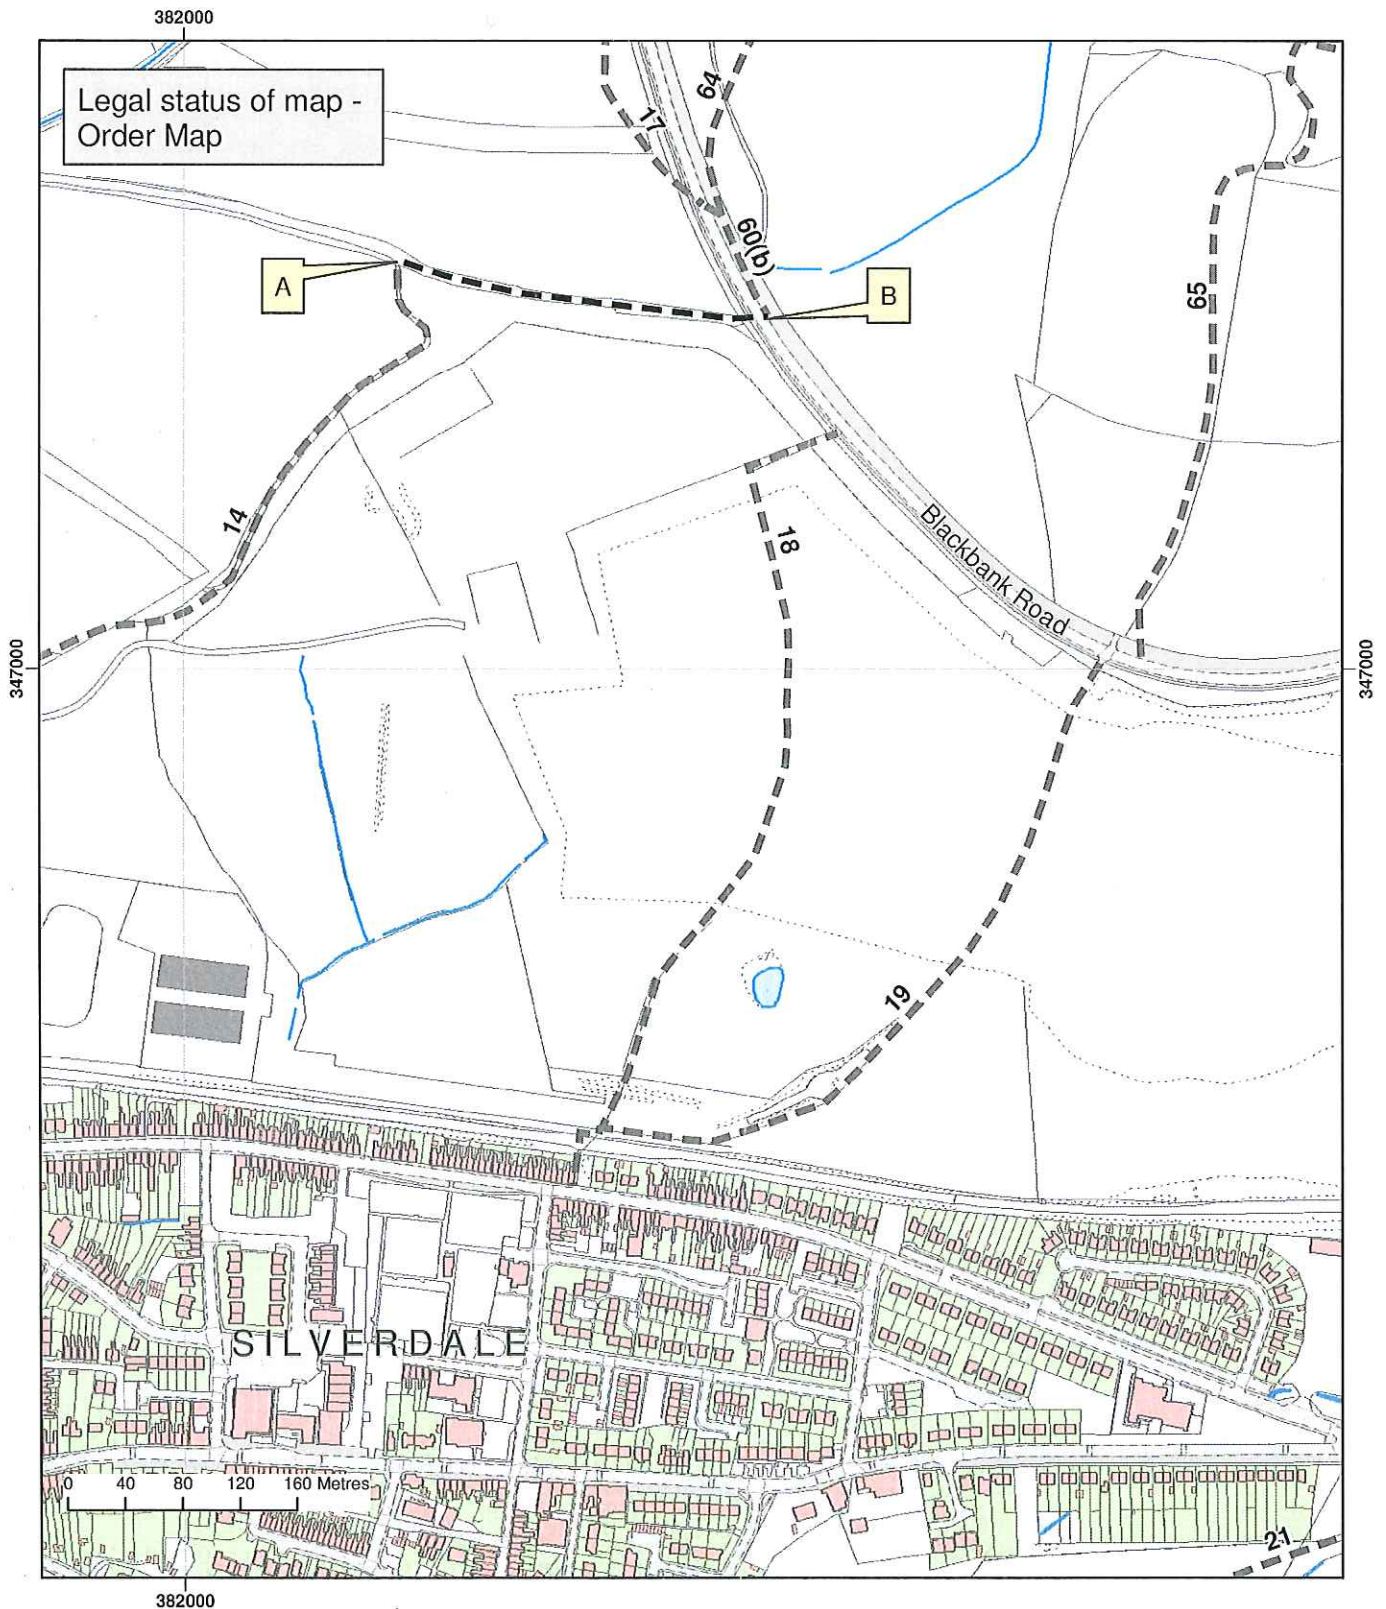 382000
Legal status of map -
Order Map
17
64
60(b)
A
B
65
14
18
Blackbank Road
347000
347000
19
SILVERDALE
0 40 80 120 160 Metres
21
382000